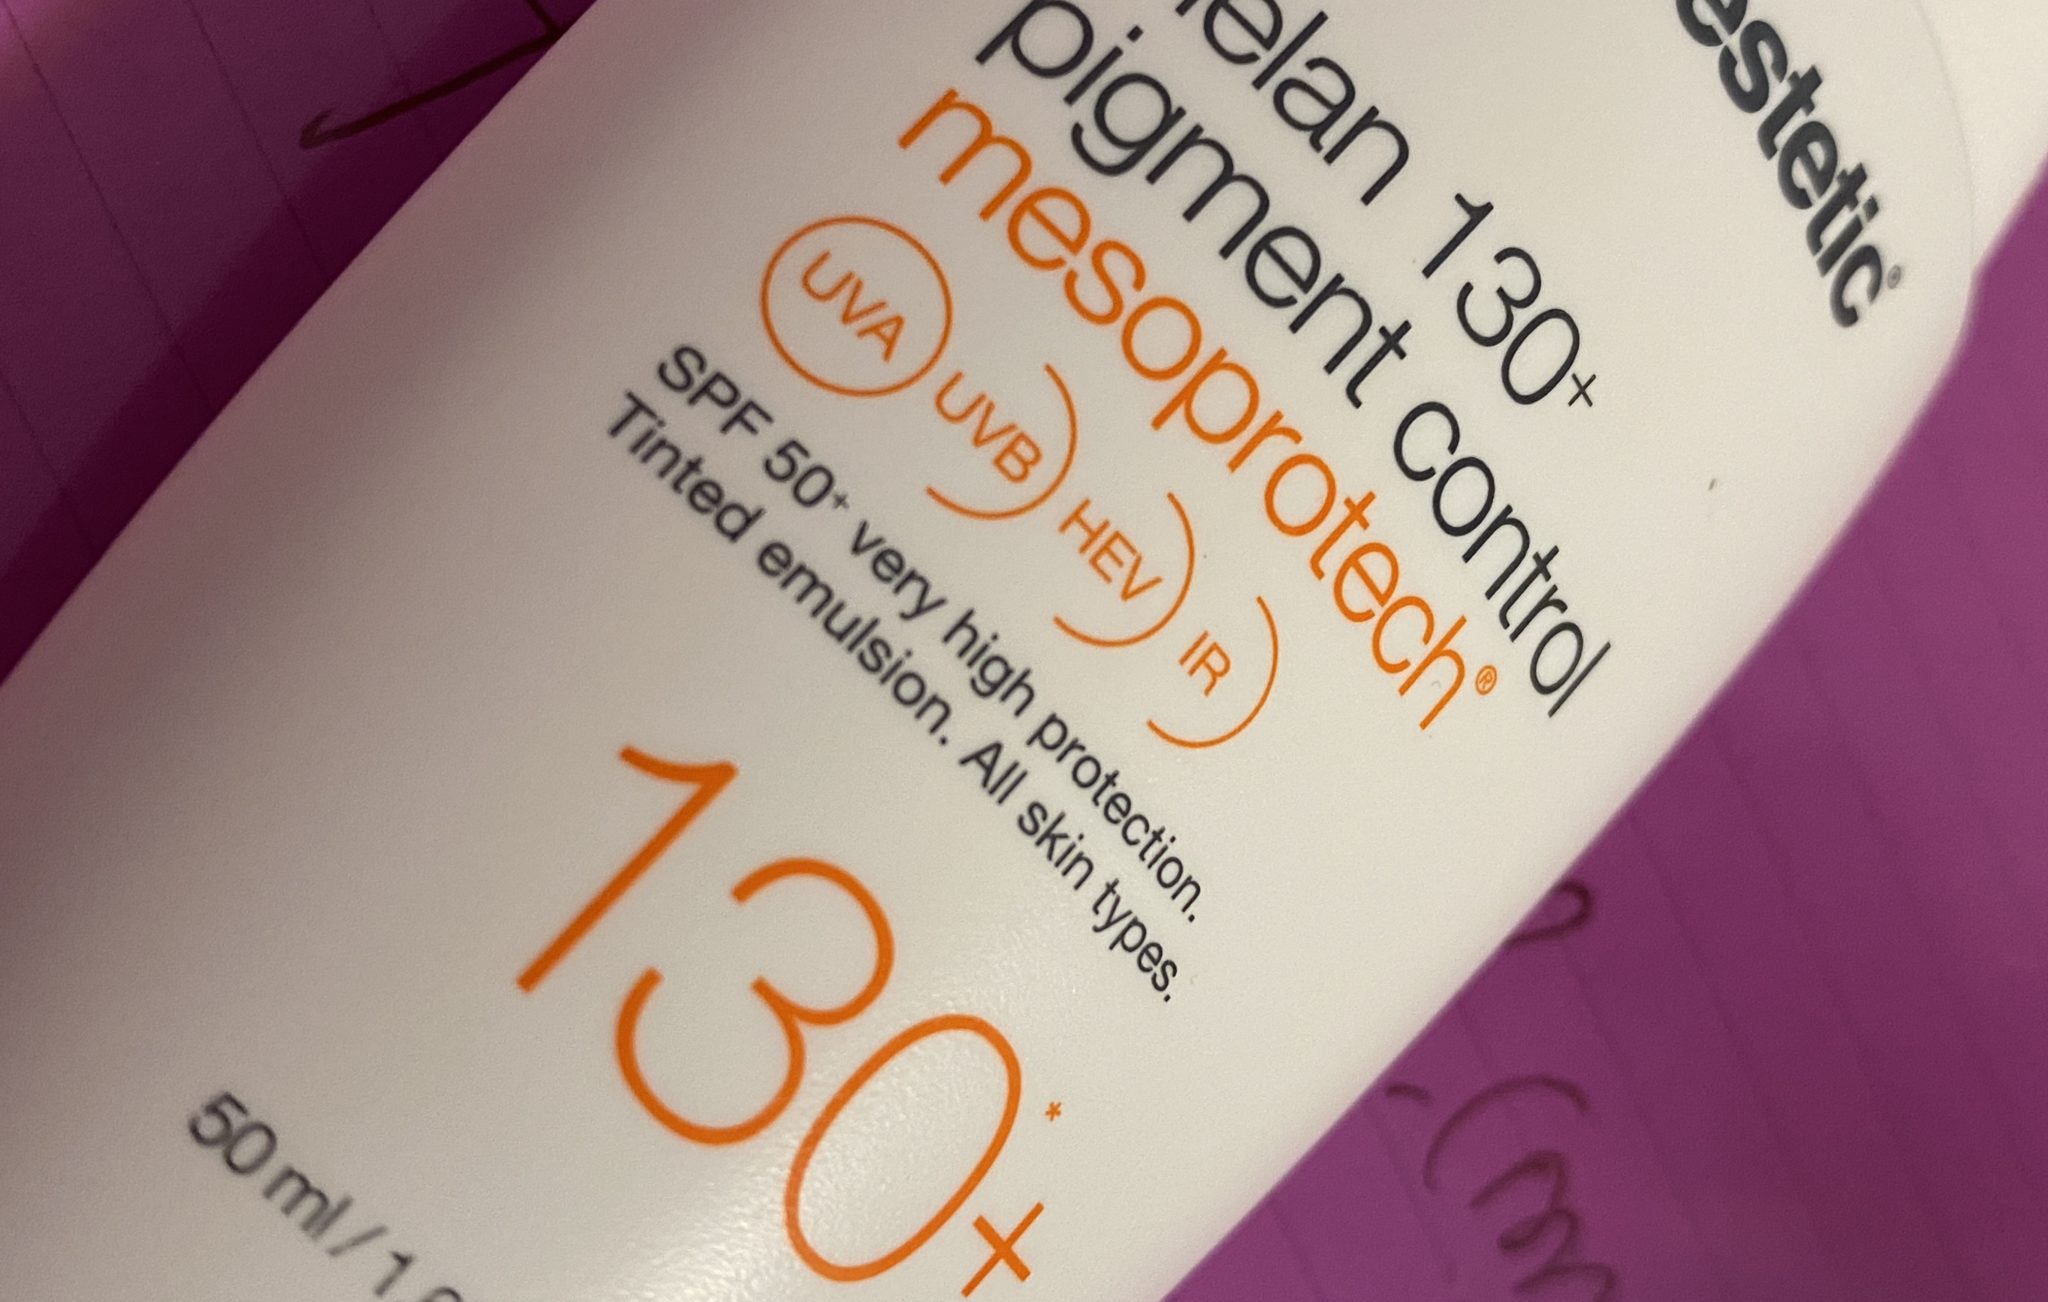 estetic®
elan 130+
pigment control
mesoprotech®
UVA UVB HEV IR
SPF 50+ very high protection.
Tinted emulsion. All skin types.
130+*
50 ml / 1.